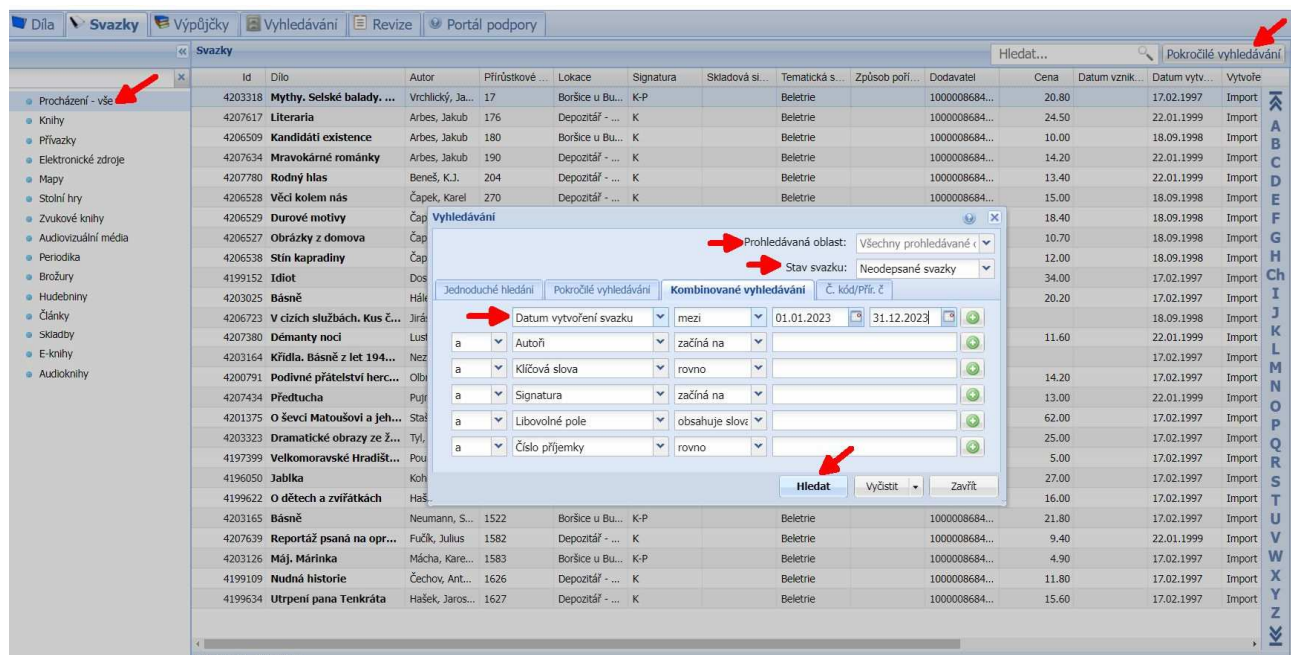 Díla Svazky Výpůjčky Vyhledávání Revize Portál podpory
Svazky Hledat... Pokročilé vyhledávání
Id Dílo Autor Přírůstkové ... Lokace Signatura Skladová si... Tematická s... Způsob poří... Dodavatel Cena Datum vznik... Datum vytv... Vytvoře
Procházení - vše
Knihy
Přívazky
Elektronické zdroje
Mapy
Stolní hry
Zvukové knihy
Audiovizuální média
Periodika
Brožury
Hudebniny
Články
Skladby
E-knihy
Audioknihy
4203318 Mythy. Selské balady. ... Vrchlický, Ja... 17 Boršice u Bu... K-P Beletrie 1000008684... 20.80 17.02.1997 Import
4207617 Literaria Arbes, Jakub 176 Depozitář - ... K Beletrie 1000008684... 24.50 22.01.1999 Import
4206509 Kandidáti existence Arbes, Jakub 180 Boršice u Bu... K Beletrie 1000008684... 10.00 18.09.1998 Import
4207634 Mravokárné románky Arbes, Jakub 190 Depozitář - ... K Beletrie 1000008684... 14.20 22.01.1999 Import
4207780 Rodný hlas Beneš, K.J. 204 Depozitář - ... K Beletrie 1000008684... 13.40 22.01.1999 Import
4206528 Věci kolem nás Čapek, Karel 270 Depozitář - ... K Beletrie 1000008684... 15.00 18.09.1998 Import
4206529 Durové motivy Čap 18.40 18.09.1998 Import
4206527 Obrázky z domova Čap 10.70 18.09.1998 Import
4206538 Stín kapradiny Čap 12.00 18.09.1998 Import
4199152 Idiot Dos 34.00 17.02.1997 Import
4203025 Básně Hále 20.20 17.02.1997 Import
4206723 V cizích službách. Kus č... Jirás 18.09.1998 Import
4207380 Démanty noci Lust 11.60 22.01.1999 Import
4203164 Křídla. Básně z let 194... Nez 17.02.1997 Import
4200791 Podivné přátelství herc... Olbr 14.20 17.02.1997 Import
4207434 Předtucha Pujm 13.00 22.01.1999 Import
4201375 O ševci Matoušovi a jeh... Staš 62.00 17.02.1997 Import
4203323 Dramatické obrazy ze ž... Tyl, 25.00 17.02.1997 Import
4197399 Velkomoravské Hradišt... Pou 5.00 17.02.1997 Import
4196050 Jablka Koh 27.00 17.02.1997 Import
4199622 O dětech a zvířátkách Haš 16.00 17.02.1997 Import
4203165 Básně Neumann, S... 1522 Boršice u Bu... K-P Beletrie 1000008684... 21.80 17.02.1997 Import
4207639 Reportáž psaná na opr... Fučík, Julius 1582 Depozitář - ... K Beletrie 1000008684... 9.40 22.01.1999 Import
4203126 Máj. Márinka Mácha, Kare... 1583 Boršice u Bu... K-P Beletrie 1000008684... 4.90 17.02.1997 Import
4199109 Nudná historie Čechov, Ant... 1626 Depozitář - ... K Beletrie 1000008684... 11.80 17.02.1997 Import
4199634 Utrpení pana Tenkráta Hašek, Jaros... 1627 Depozitář - ... K Beletrie 1000008684... 15.60 17.02.1997 Import
Vyhledávání
Prohledávaná oblast: Všechny prohledávané
Stav svazku: Neodepsané svazky
Jednoduché hledání Pokročilé vyhledávání Kombinované vyhledávání Č. kód/Přír. č
Datum vytvoření svazku mezi 01.01.2023 31.12.2023
a Autoři začíná na
a Klíčová slova rovno
a Signatura začíná na
a Libovolné pole obsahuje slova
a Číslo příjemky rovno
Hledat Vyčistit Zavřít
A
B
C
D
E
F
G
H
Ch
I
J
K
L
M
N
O
P
Q
R
S
T
U
V
W
X
Y
Z